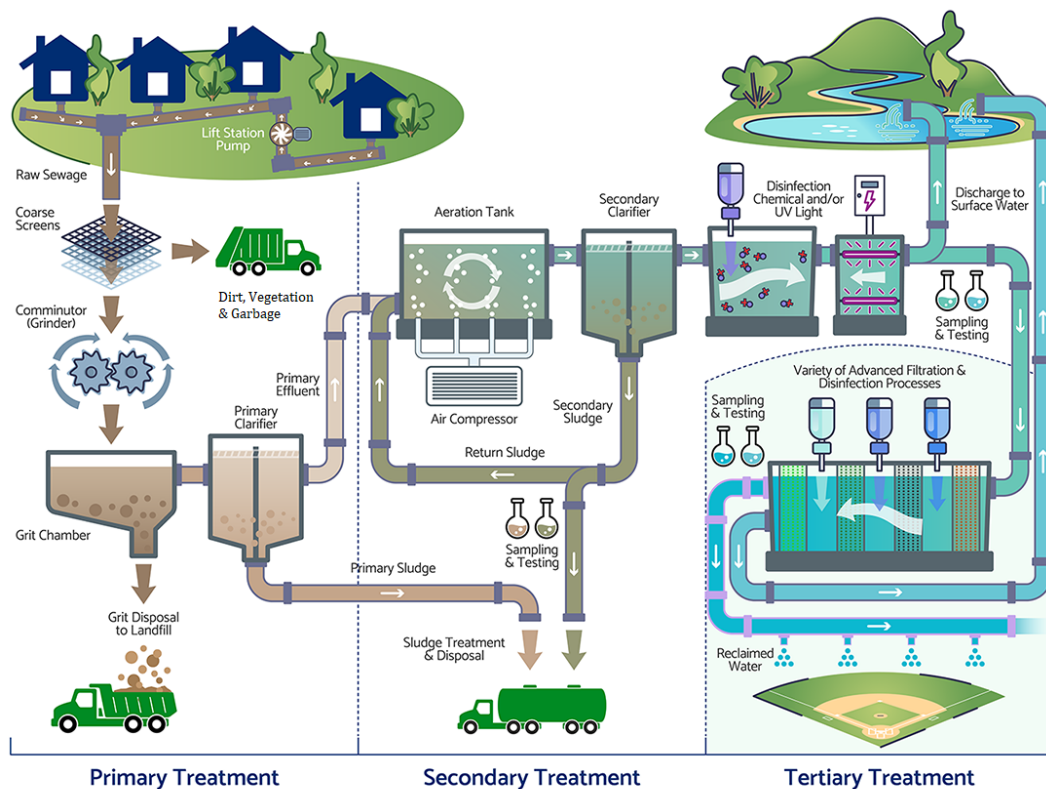 Lift Station
Pump
Raw Sewage
Coarse
Screens
Dirt, Vegetation
& Garbage
Comminutor
(Grinder)
Grit Chamber
Grit Disposal
to Landfill
Primary
Clarifier
Primary
Effluent
Primary Sludge
Aeration Tank
Air Compressor
Secondary
Clarifier
Secondary
Sludge
Return Sludge
Sampling
& Testing
Sludge Treatment
& Disposal
Disinfection
Chemical and/or
UV Light
Discharge to
Surface Water
Sampling
& Testing
Variety of Advanced Filtration &
Disinfection Processes
Sampling
& Testing
Reclaimed
Water
Primary Treatment
Secondary Treatment
Tertiary Treatment